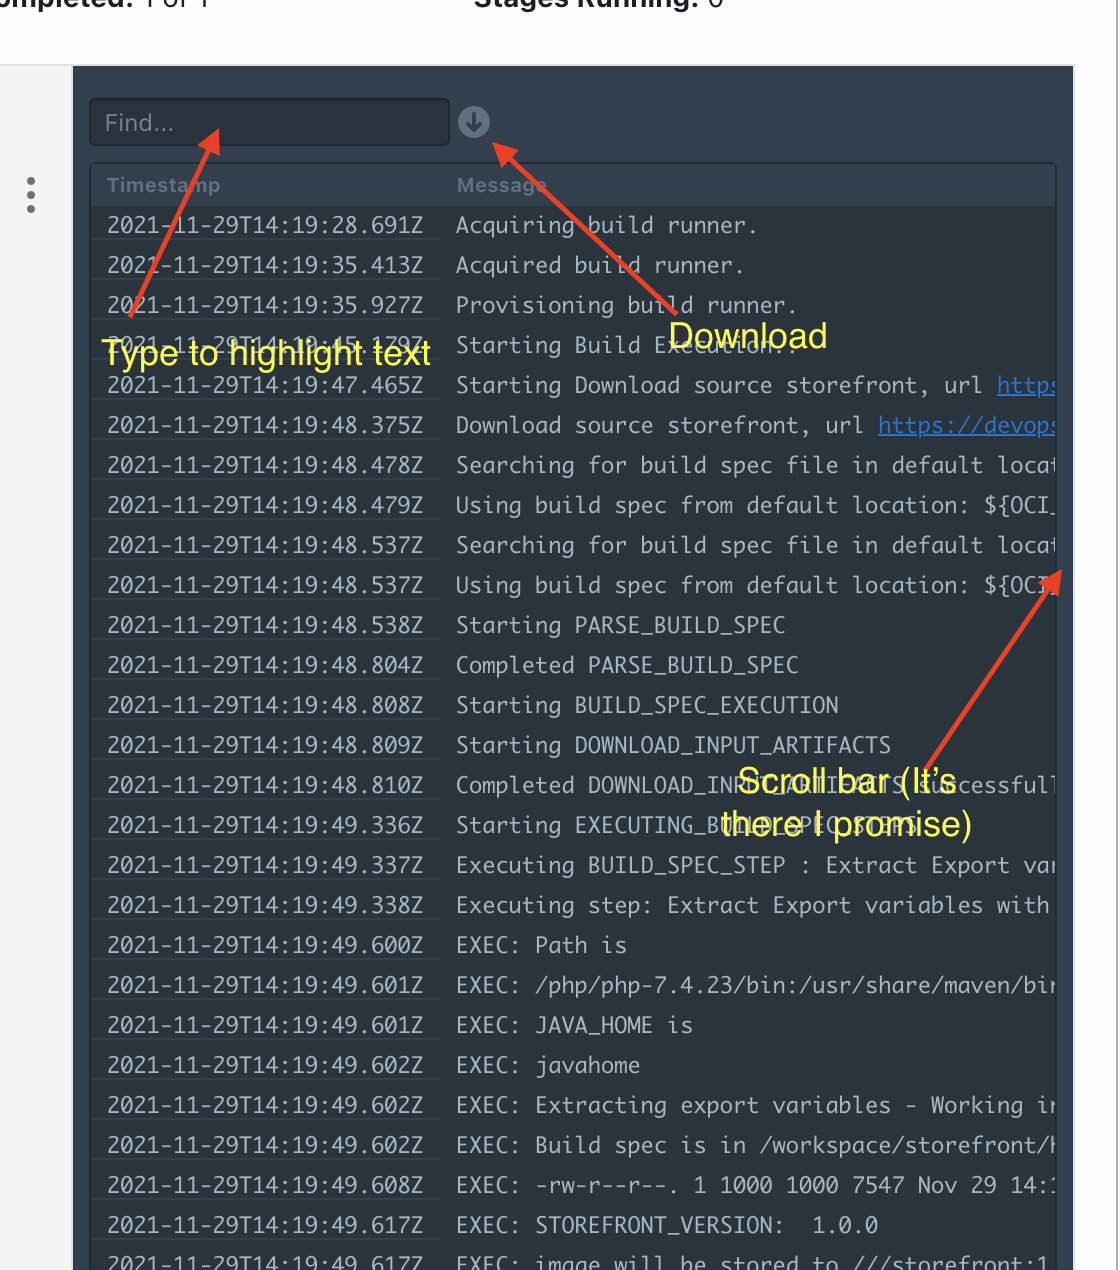 ompleted: 1 of 1 Stages Running: 0
Find...
Timestamp Message
2021-11-29T14:19:28.691Z Acquiring build runner.
2021-11-29T14:19:35.413Z Acquired build runner.
2021-11-29T14:19:35.927Z Provisioning build runner.
2021-11-29T14:19:45.179Z Starting Build Execution..
Type to highlight text
Download
2021-11-29T14:19:47.465Z Starting Download source storefront, url https
2021-11-29T14:19:48.375Z Download source storefront, url https://devops
2021-11-29T14:19:48.478Z Searching for build spec file in default locat
2021-11-29T14:19:48.479Z Using build spec from default location: ${OCI_
2021-11-29T14:19:48.537Z Searching for build spec file in default locat
2021-11-29T14:19:48.537Z Using build spec from default location: ${OCI_
2021-11-29T14:19:48.538Z Starting PARSE_BUILD_SPEC
2021-11-29T14:19:48.804Z Completed PARSE_BUILD_SPEC
2021-11-29T14:19:48.808Z Starting BUILD_SPEC_EXECUTION
2021-11-29T14:19:48.809Z Starting DOWNLOAD_INPUT_ARTIFACTS
2021-11-29T14:19:48.810Z Completed DOWNLOAD_INPUT_ARTIFACTS successfull
2021-11-29T14:19:49.336Z Starting EXECUTING_BUILD_SPEC_STEPS
Scroll bar (It's
there I promise)
2021-11-29T14:19:49.337Z Executing BUILD_SPEC_STEP : Extract Export var
2021-11-29T14:19:49.338Z Executing step: Extract Export variables with
2021-11-29T14:19:49.600Z EXEC: Path is
2021-11-29T14:19:49.601Z EXEC: /php/php-7.4.23/bin:/usr/share/maven/bin
2021-11-29T14:19:49.601Z EXEC: JAVA_HOME is
2021-11-29T14:19:49.602Z EXEC: javahome
2021-11-29T14:19:49.602Z EXEC: Extracting export variables - Working in
2021-11-29T14:19:49.602Z EXEC: Build spec is in /workspace/storefront/h
2021-11-29T14:19:49.608Z EXEC: -rw-r--r--. 1 1000 1000 7547 Nov 29 14:1
2021-11-29T14:19:49.617Z EXEC: STOREFRONT_VERSION: 1.0.0
2021-11-29T14:19:49.617Z EXEC: image will be stored to ///storefront:1